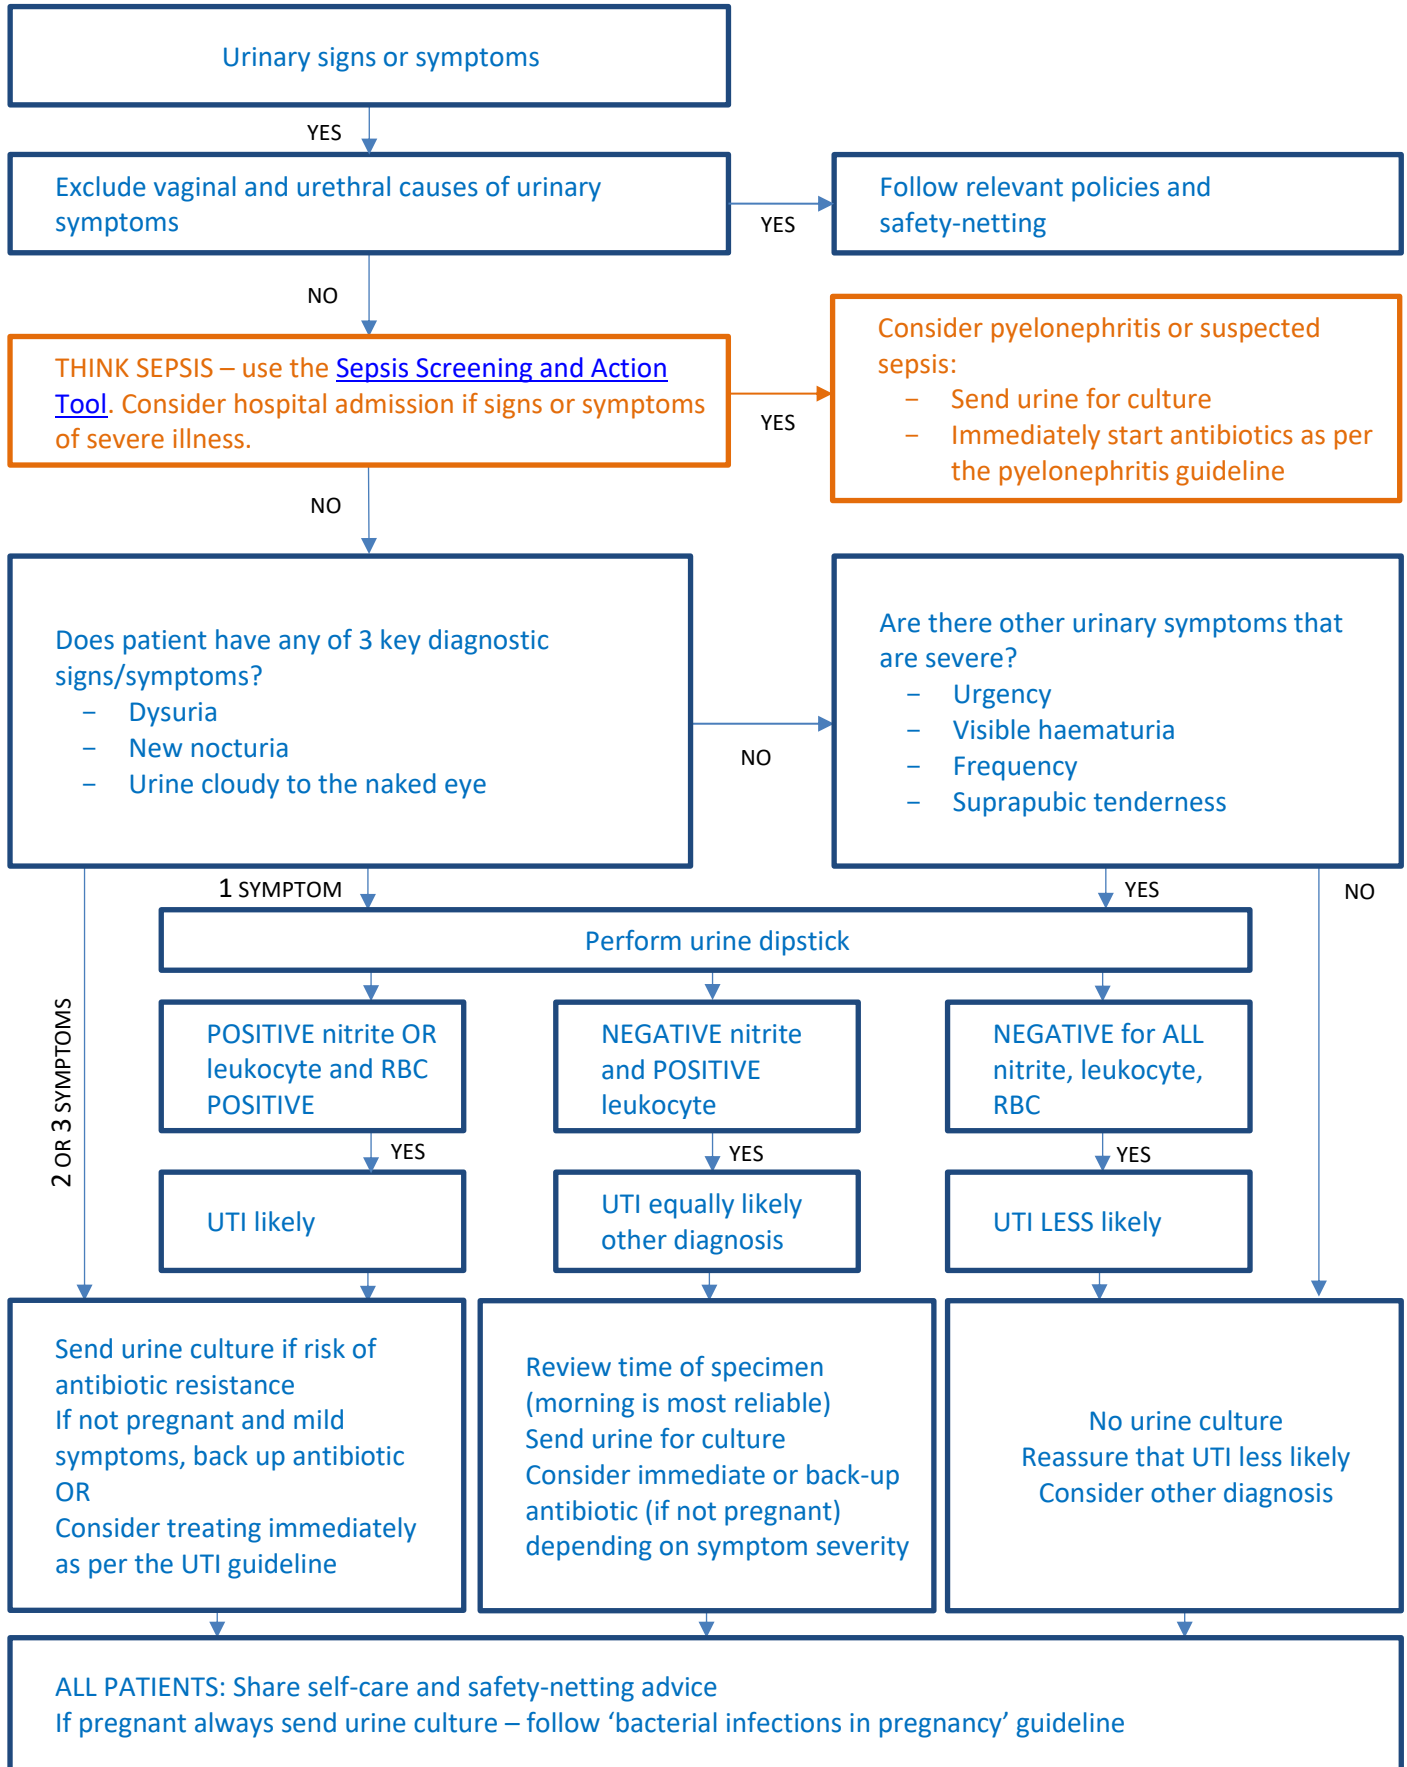 Urinary signs or symptoms
YES
Exclude vaginal and urethral causes of urinary
symptoms
YES
Follow relevant policies and
safety-netting
NO
THINK SEPSIS – use the Sepsis Screening and Action
Tool. Consider hospital admission if signs or symptoms
of severe illness.
YES
Consider pyelonephritis or suspected
sepsis:
– Send urine for culture
– Immediately start antibiotics as per
the pyelonephritis guideline
NO
Does patient have any of 3 key diagnostic
signs/symptoms?
– Dysuria
– New nocturia
– Urine cloudy to the naked eye
NO
Are there other urinary symptoms that
are severe?
– Urgency
– Visible haematuria
– Frequency
– Suprapubic tenderness
1 SYMPTOM
YES
NO
2 OR 3 SYMPTOMS
Perform urine dipstick
POSITIVE nitrite OR
leukocyte and RBC
POSITIVE
NEGATIVE nitrite
and POSITIVE
leukocyte
NEGATIVE for ALL
nitrite, leukocyte,
RBC
YES
YES
YES
UTI likely
UTI equally likely
other diagnosis
UTI LESS likely
Send urine culture if risk of
antibiotic resistance
If not pregnant and mild
symptoms, back up antibiotic
OR
Consider treating immediately
as per the UTI guideline
Review time of specimen
(morning is most reliable)
Send urine for culture
Consider immediate or back-up
antibiotic (if not pregnant)
depending on symptom severity
No urine culture
Reassure that UTI less likely
Consider other diagnosis
ALL PATIENTS: Share self-care and safety-netting advice
If pregnant always send urine culture – follow ‘bacterial infections in pregnancy’ guideline